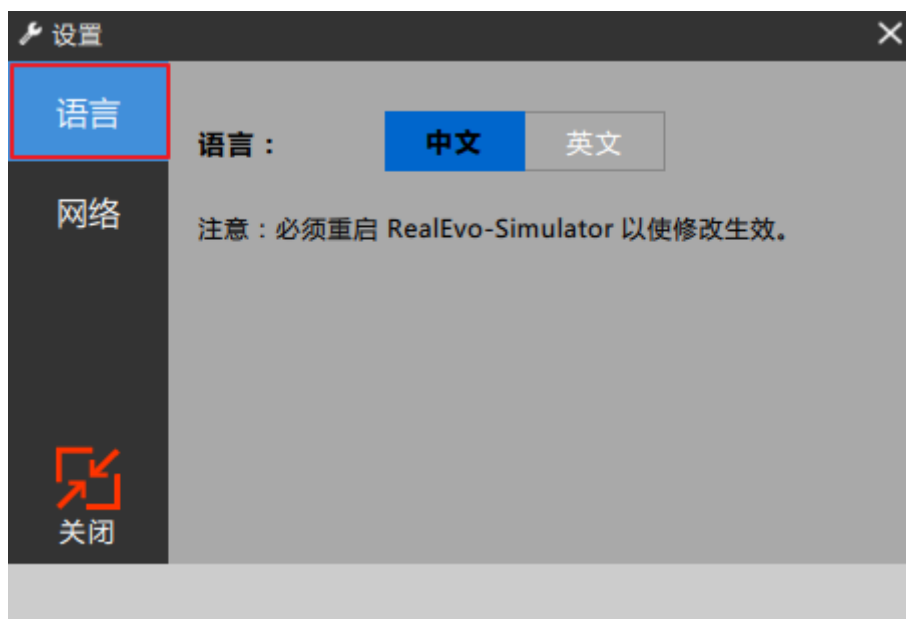 设置
语言
语言：
中文
英文
网络
注意：必须重启 RealEvo-Simulator 以使修改生效。
关闭